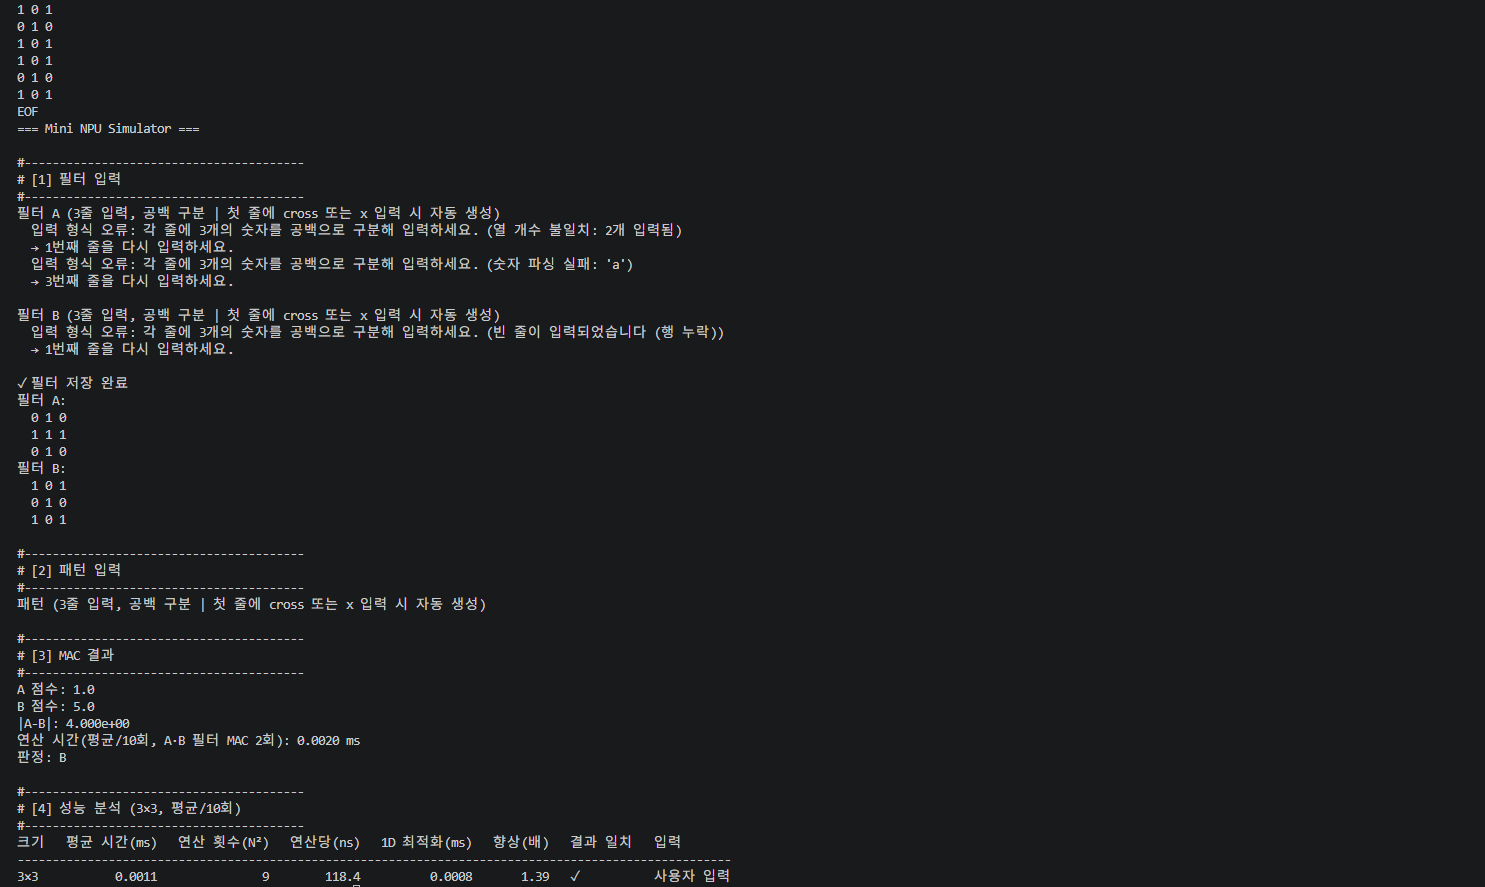 1 0 1
0 1 0
1 0 1
1 0 1
0 1 0
1 0 1
EOF
=== Mini NPU Simulator ===
#----------------------------------------
# [1] 필터 입력
#----------------------------------------
필터 A (3줄 입력, 공백 구분 | 첫 줄에 cross 또는 x 입력 시 자동 생성)
  입력 형식 오류: 각 줄에 3개의 숫자를 공백으로 구분해 입력하세요. (열 개수 불일치: 2개 입력됨)
  → 1번째 줄을 다시 입력하세요.
  입력 형식 오류: 각 줄에 3개의 숫자를 공백으로 구분해 입력하세요. (숫자 파싱 실패: 'a')
  → 3번째 줄을 다시 입력하세요.
필터 B (3줄 입력, 공백 구분 | 첫 줄에 cross 또는 x 입력 시 자동 생성)
  입력 형식 오류: 각 줄에 3개의 숫자를 공백으로 구분해 입력하세요. (빈 줄이 입력되었습니다 (행 누락))
  → 1번째 줄을 다시 입력하세요.
✓ 필터 저장 완료
필터 A:
  0 1 0
  1 1 1
  0 1 0
필터 B:
  1 0 1
  0 1 0
  1 0 1
#----------------------------------------
# [2] 패턴 입력
#----------------------------------------
패턴 (3줄 입력, 공백 구분 | 첫 줄에 cross 또는 x 입력 시 자동 생성)
#----------------------------------------
# [3] MAC 결과
#----------------------------------------
A 점수: 1.0
B 점수: 5.0
|A-B|: 4.000e+00
연산 시간(평균/10회, A·B 필터 MAC 2회): 0.0020 ms
판정: B
#----------------------------------------
# [4] 성능 분석 (3×3, 평균/10회)
#----------------------------------------
크기 평균 시간(ms) 연산 횟수(N²) 연산당(ns) 1D 최적화(ms) 향상(배) 결과 일치 입력
------------------------------------------------------------------------------------------------------
3×3 0.0011 9 118.4 0.0008 1.39 ✓ 사용자 입력